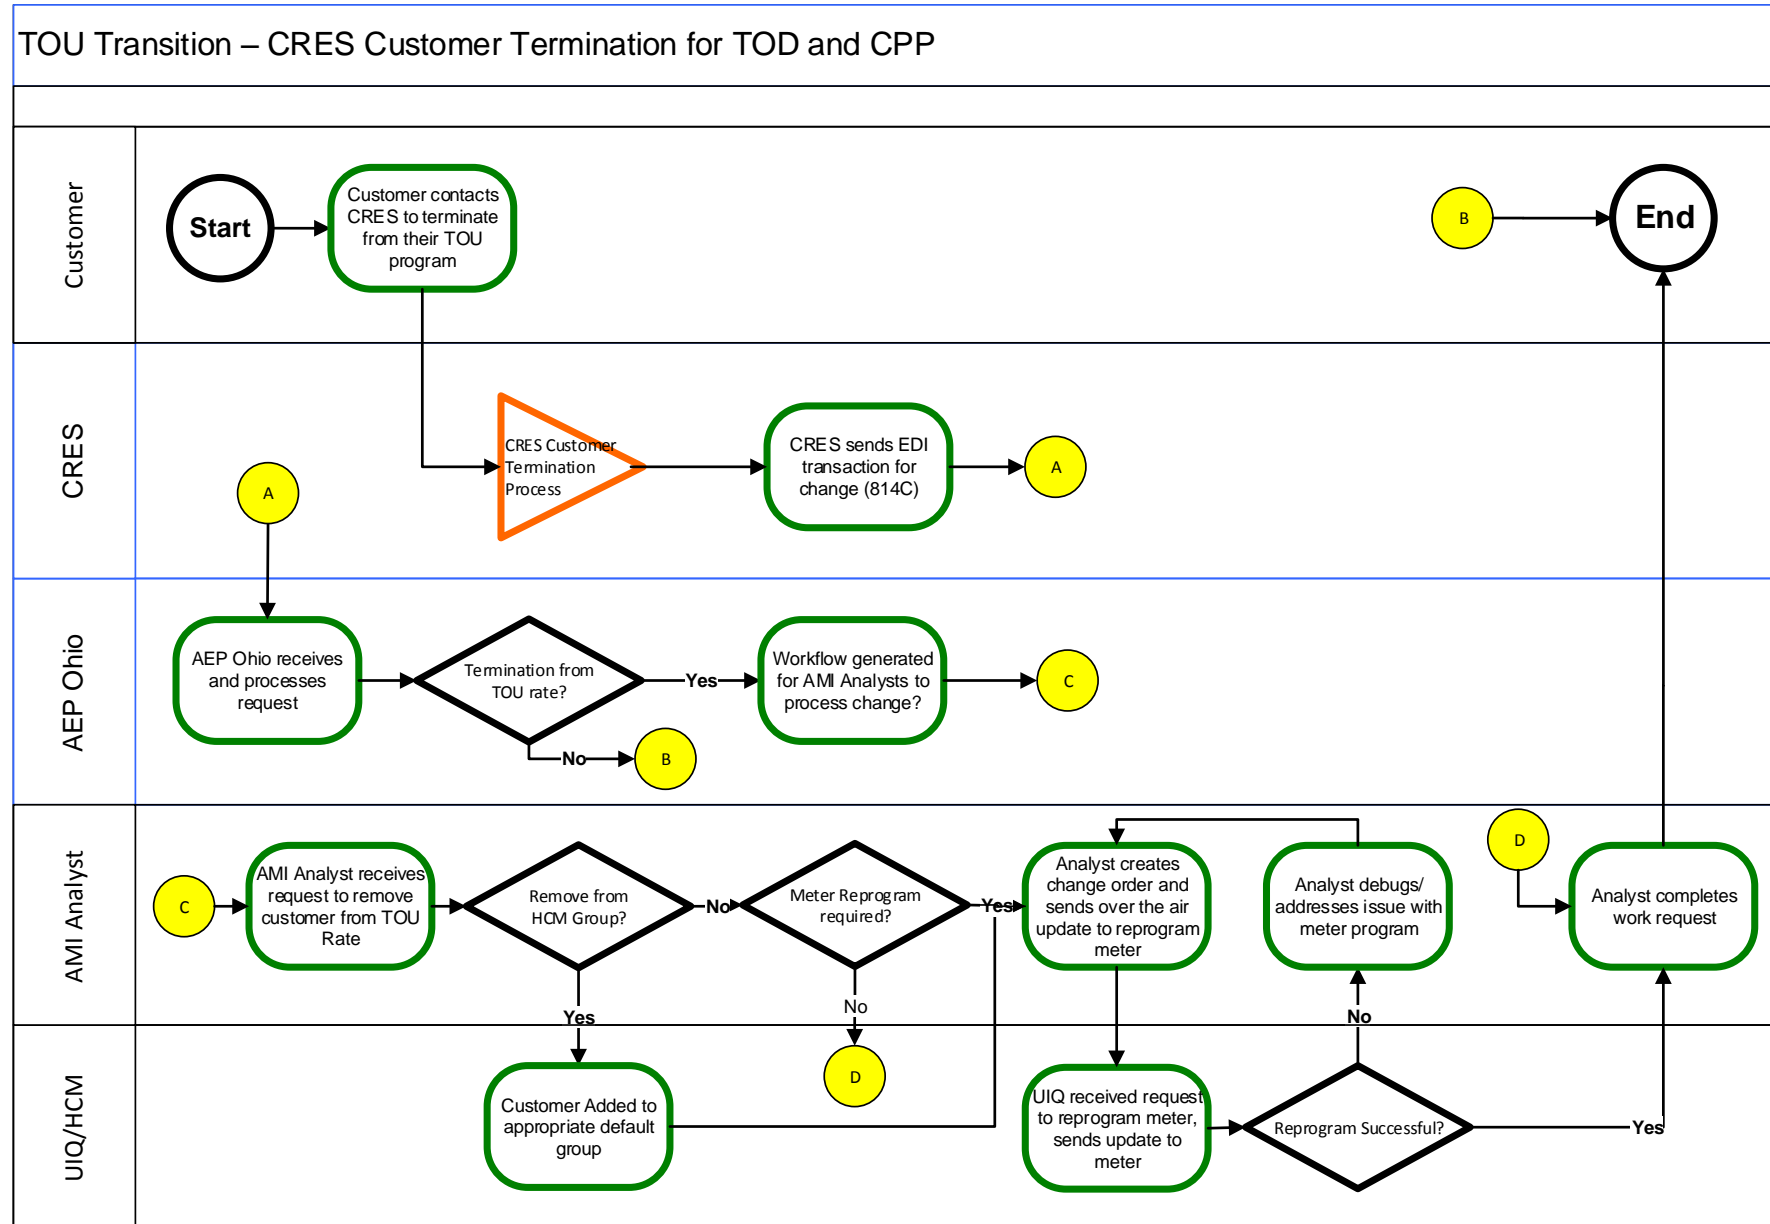 TOU Transition – CRES Customer Termination for TOD and CPP
Customer
Start
Customer contacts
CRES to terminate
from their TOU
program
B
End
CRES
A
CRES Customer
Termination
Process
CRES sends EDI
transaction for
change (814C)
A
AEP Ohio
AEP Ohio receives
and processes
request
Termination from
TOU rate?
Yes
Workflow generated
for AMI Analysts to
process change?
C
No
B
AMI Analyst
C
AMI Analyst receives
request to remove
customer from TOU
Rate
Remove from
HCM Group?
No
Meter Reprogram
required?
Yes
Analyst creates
change order and
sends over the air
update to reprogram
meter
Analyst debugs/
addresses issue with
meter program
D
Analyst completes
work request
Yes
No
No
UIQ/HCM
Customer Added to
appropriate default
group
D
UIQ received request
to reprogram meter,
sends update to
meter
Reprogram Successful?
Yes